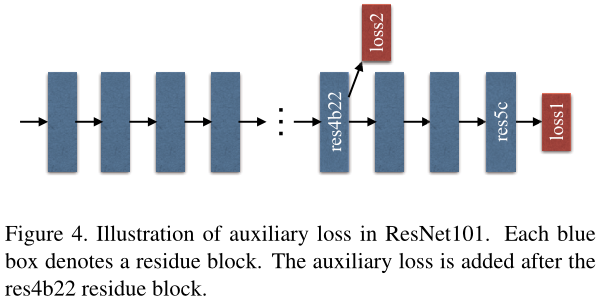 loss2
res4b22
res5c
loss1
Figure 4. Illustration of auxiliary loss in ResNet101. Each blue
box denotes a residue block. The auxiliary loss is added after the
res4b22 residue block.